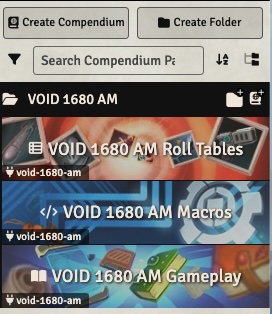 Create Compendium
Create Folder
Search Compendium Pa
VOID 1680 AM
VOID 1680 AM Roll Tables
void-1680-am
VOID 1680 AM Macros
void-1680-am
VOID 1680 AM Gameplay
void-1680-am